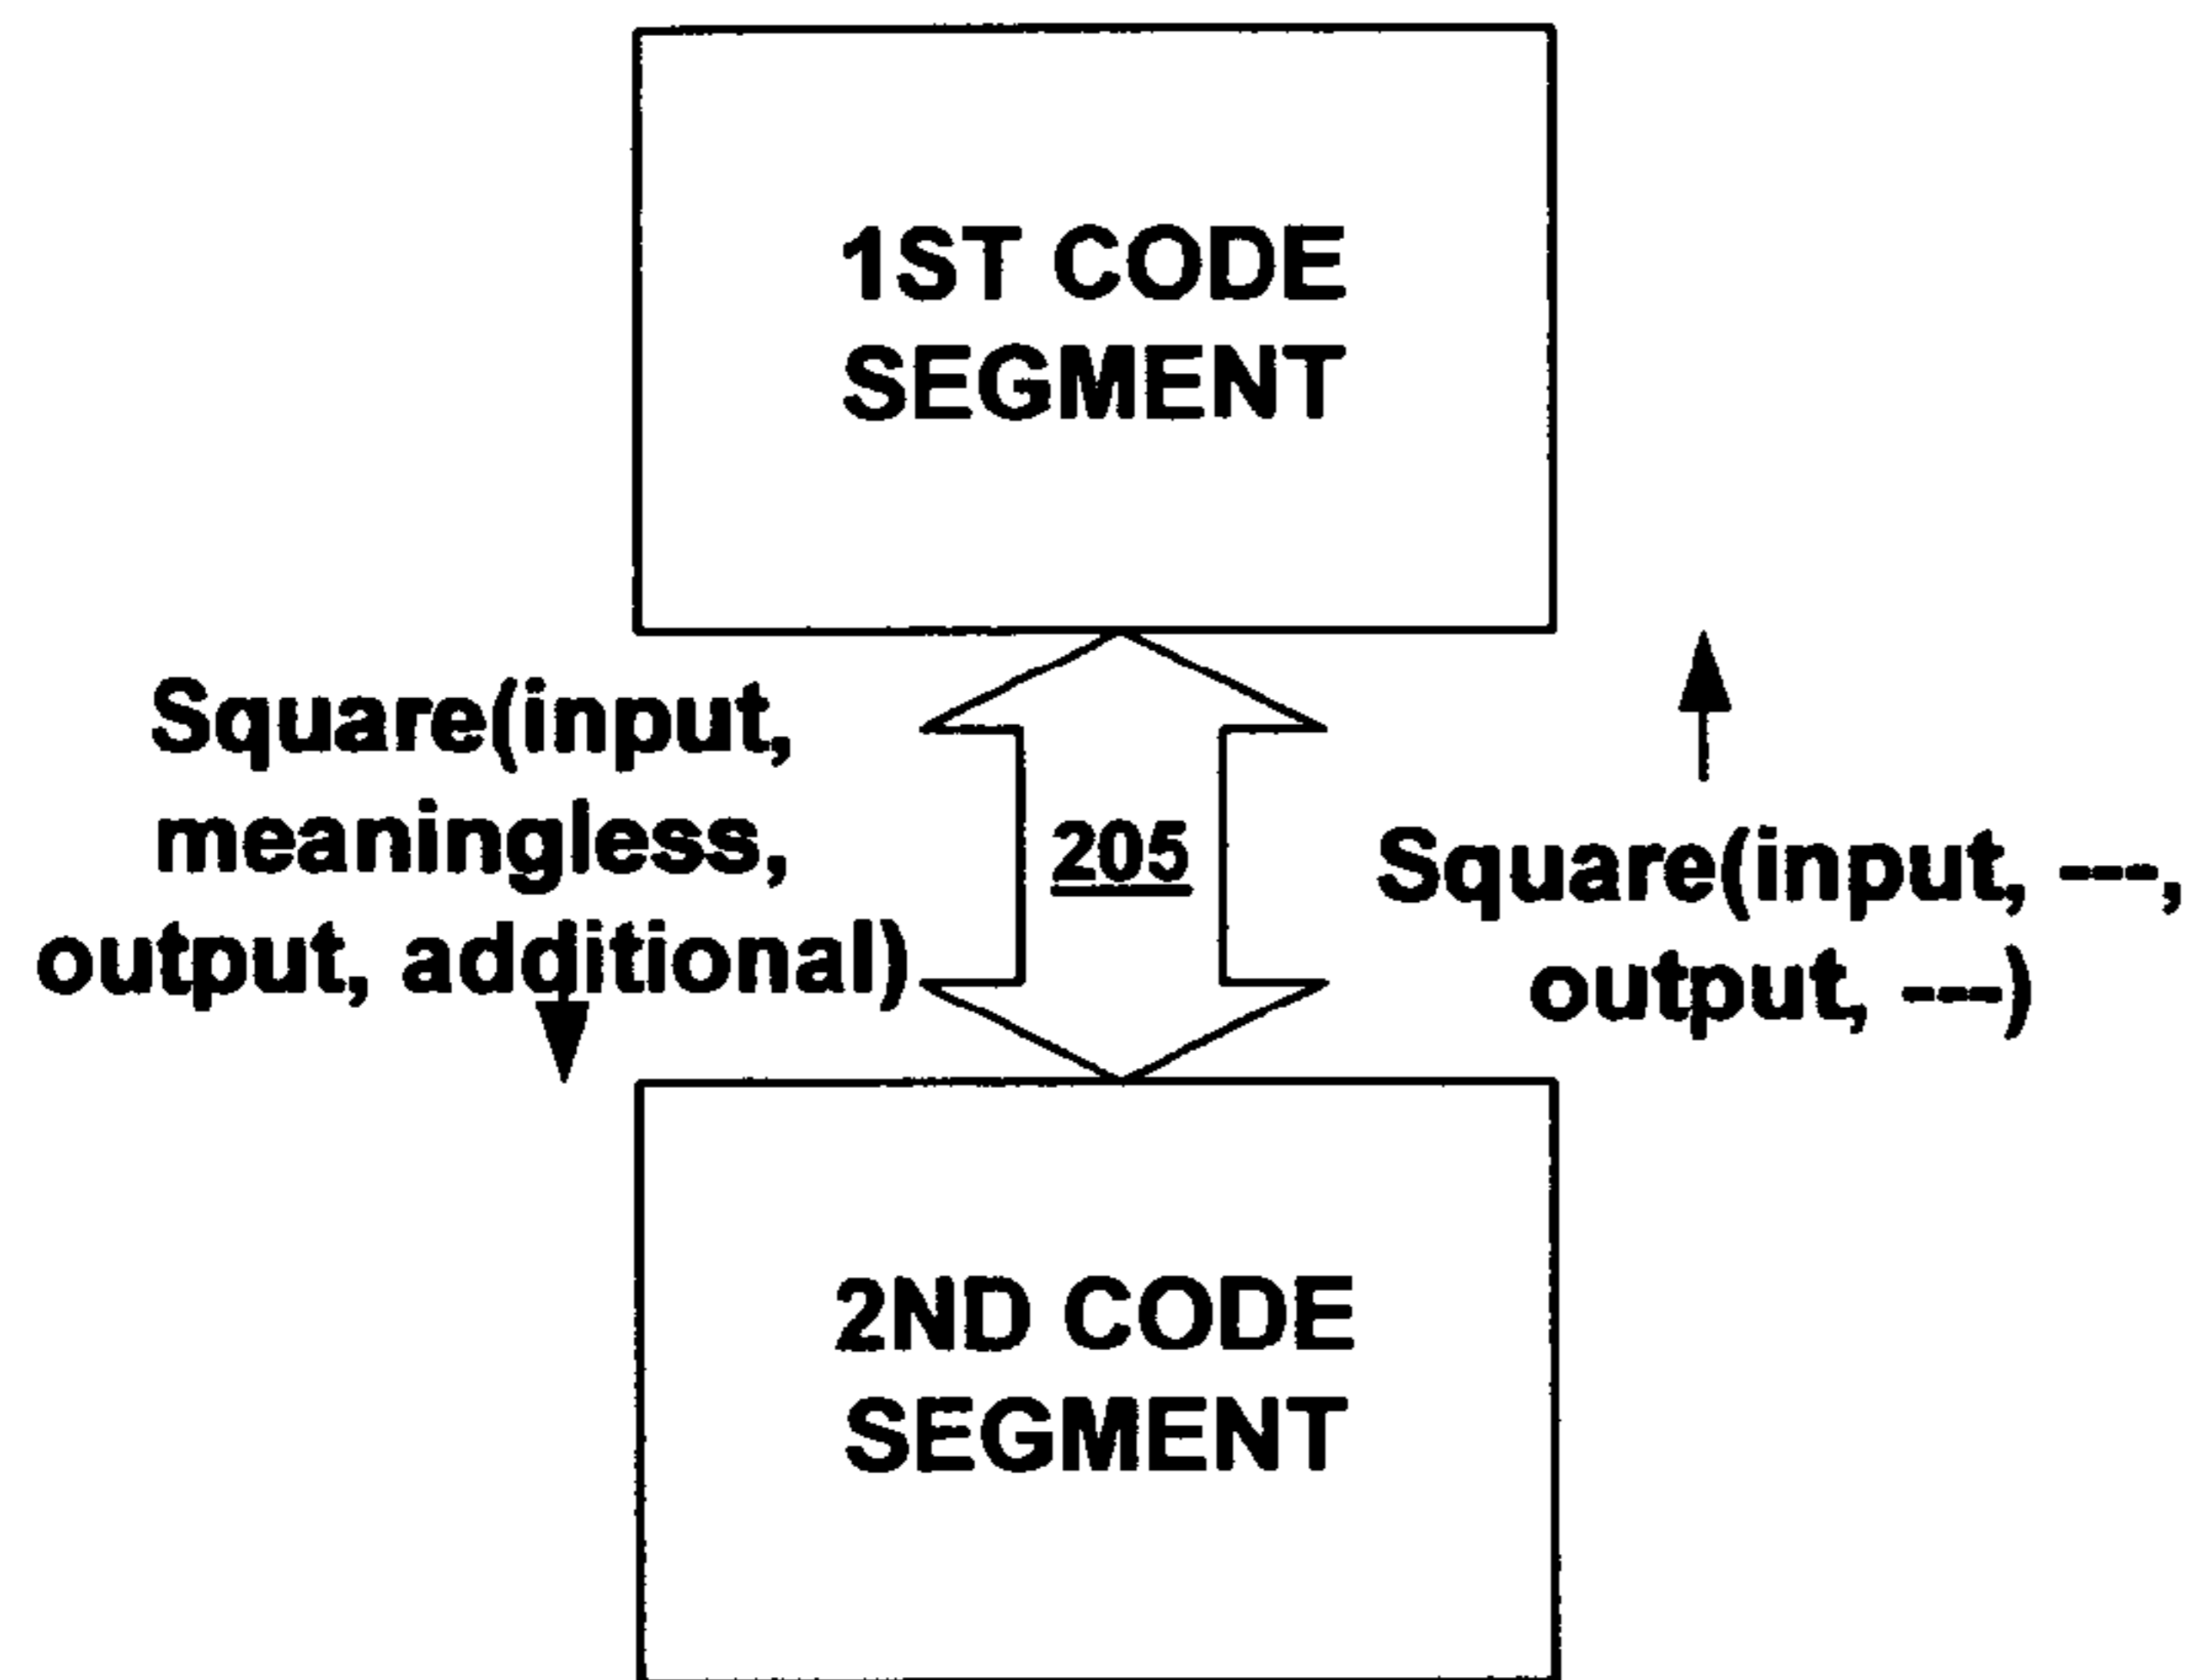 1ST CODE
SEGMENT
Square(input,
meaningless,
output, additional)
205
Square(input, ---,
output, ---)
2ND CODE
SEGMENT